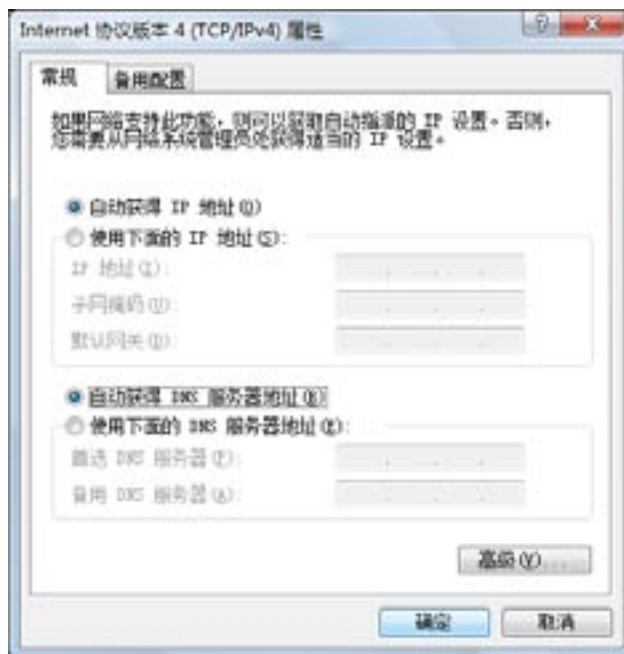 Internet 协议版本 4 (TCP/IPv4) 属性
常规
备用配置
如果网络支持此功能，则可以获取自动指派的 IP 设置。否则，
您需要从网络系统管理员处获得适当的 IP 设置。
自动获得 IP 地址(O)
使用下面的 IP 地址(S):
IP 地址(I):
子网掩码(U):
默认网关(D):
自动获得 DNS 服务器地址(B)
使用下面的 DNS 服务器地址(E):
首选 DNS 服务器(P):
备用 DNS 服务器(A):
高级(V)...
确定
取消